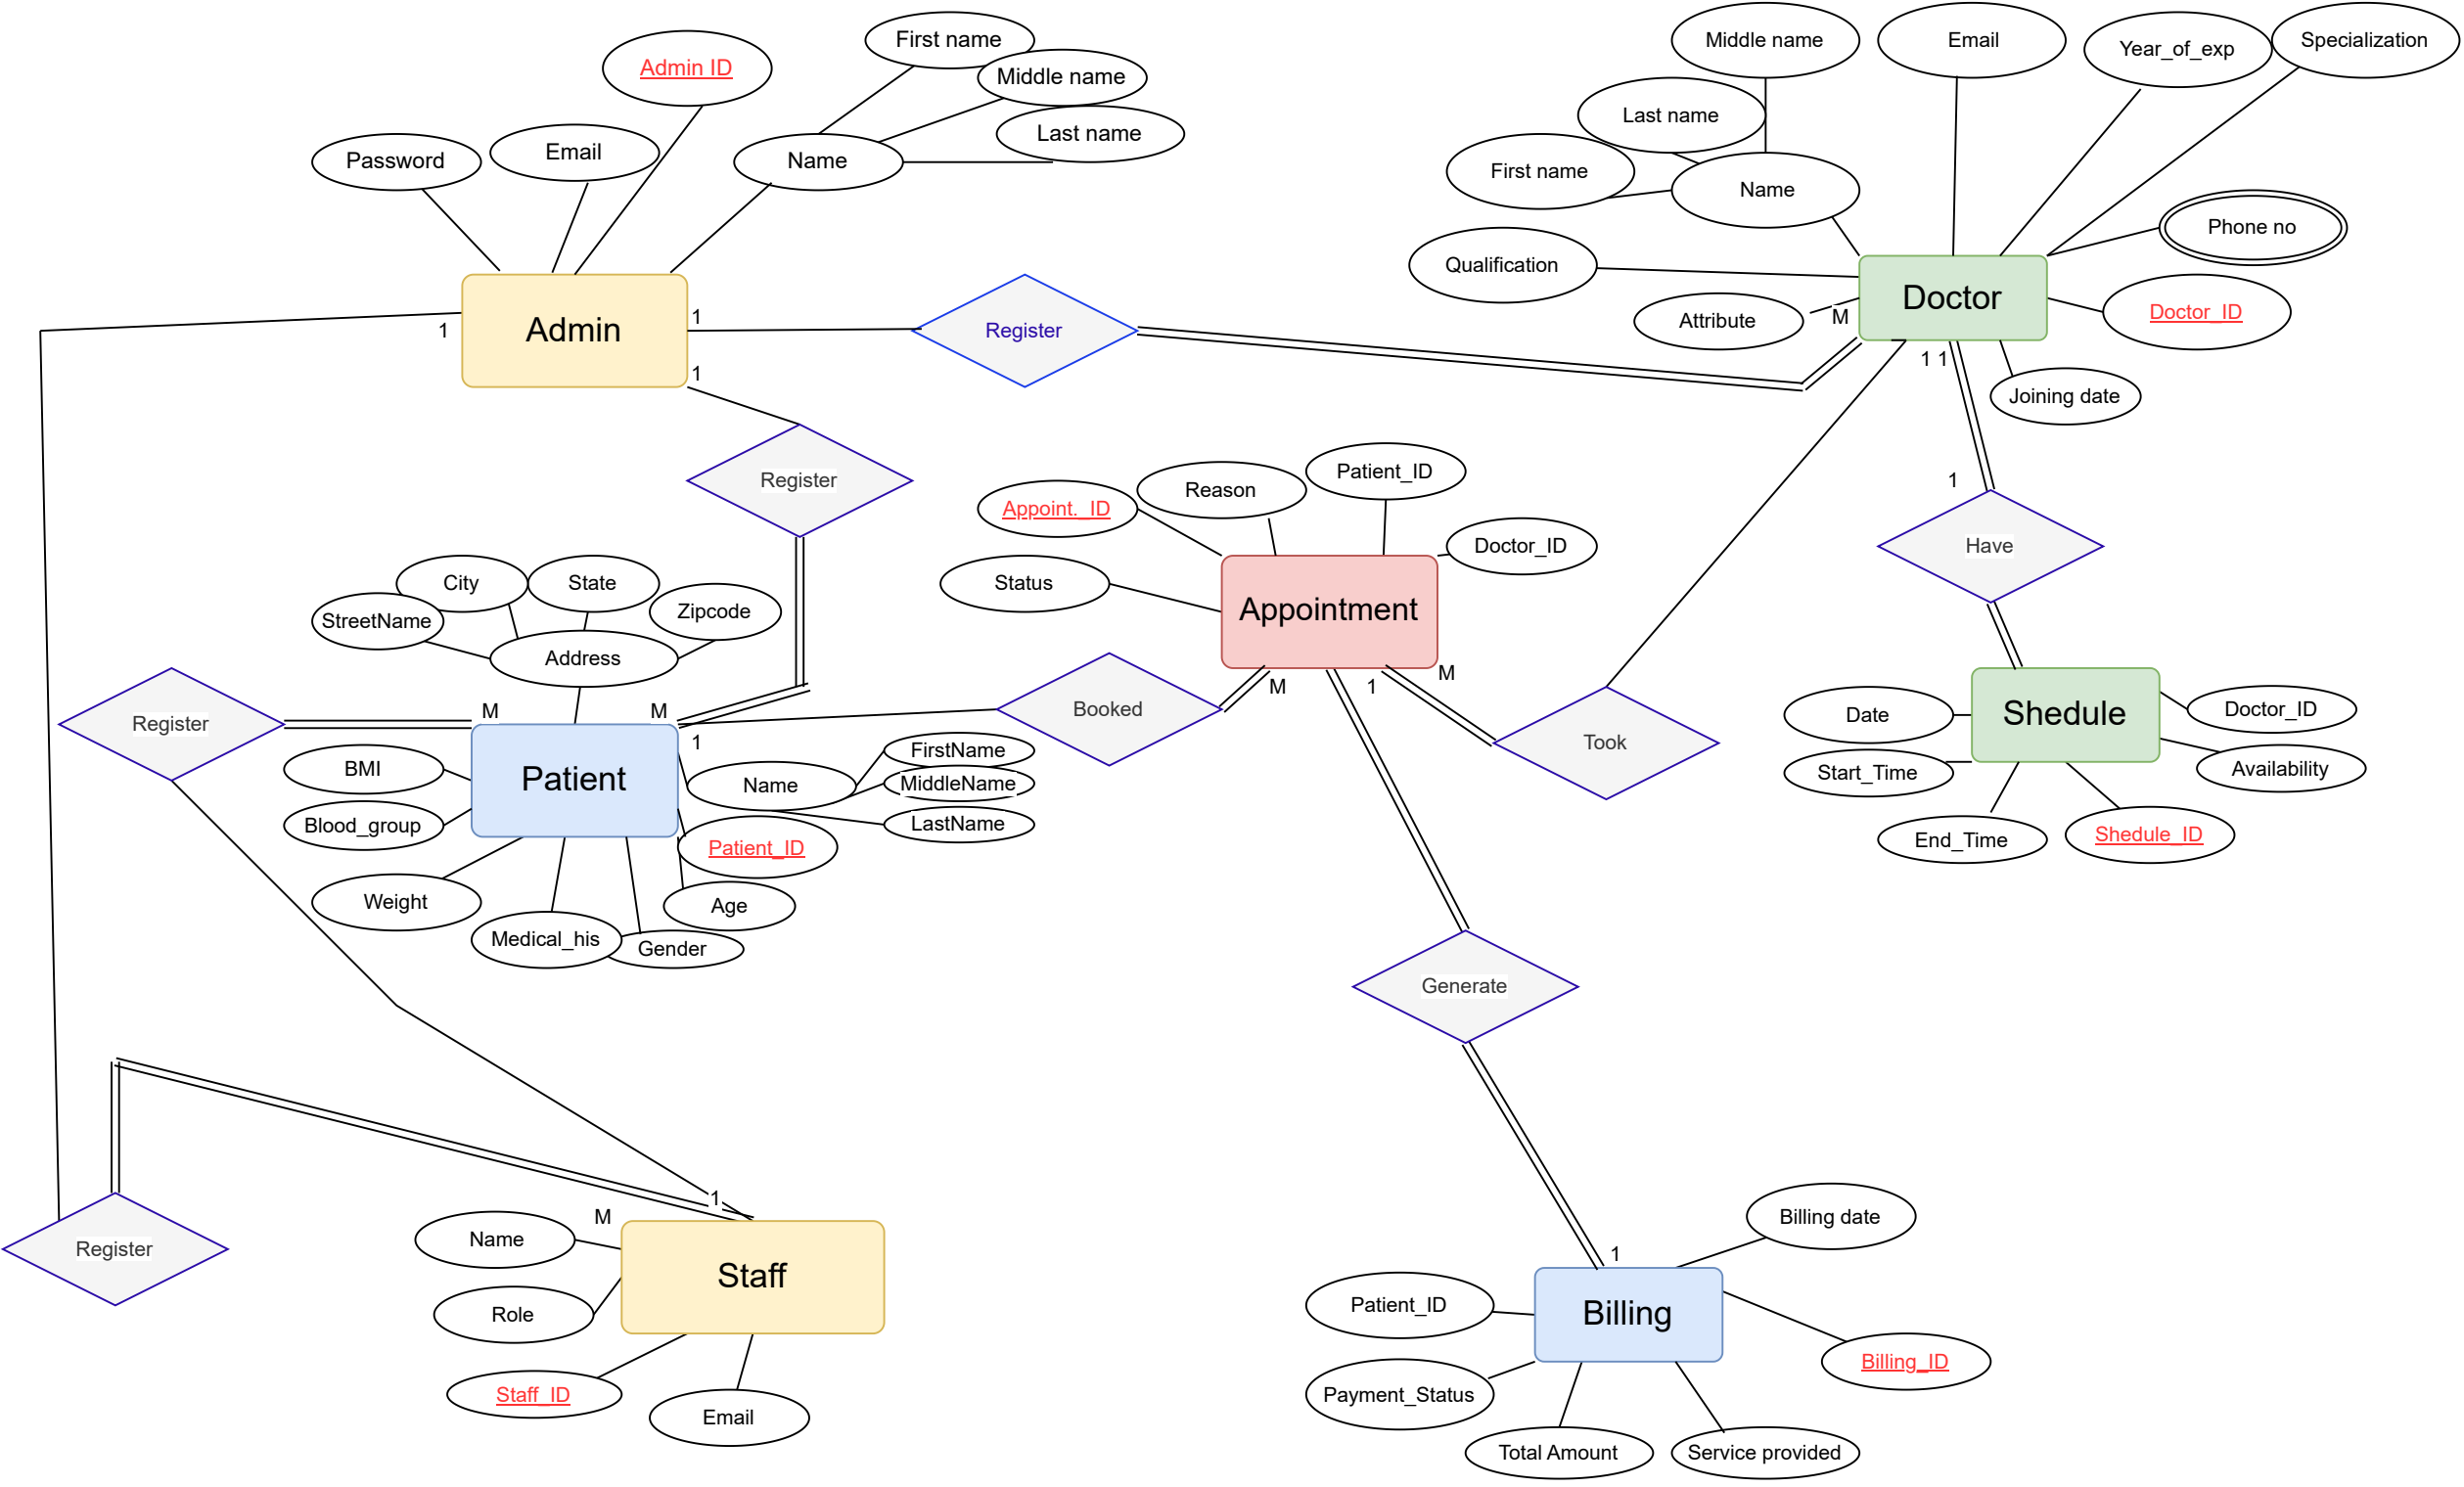 First name
Middle name
Last name
Admin ID
Password
Email
Name
Admin
1
1
1
Register
Middle name
Email
Year_of_exp
Specialization
Last name
First name
Name
Phone no
Qualification
Attribute
M
Doctor
Doctor_ID
Joining date
1
1
Register
Appoint._ID
Reason
Patient_ID
Doctor_ID
Status
Appointment
M
1
M
1
Have
City
State
Zipcode
StreetName
Address
Register
M
M
1
Booked
Took
Date
Shedule
Doctor_ID
Start_Time
Availability
End_Time
Shedule_ID
BMI
Patient
Name
FirstName
MiddleName
LastName
Blood_group
Patient_ID
Weight
Age
Medical_his
Gender
Generate
Register
1
M
Name
Staff
Role
Staff_ID
Email
1
Billing date
Patient_ID
Billing
Billing_ID
Payment_Status
Total Amount
Service provided